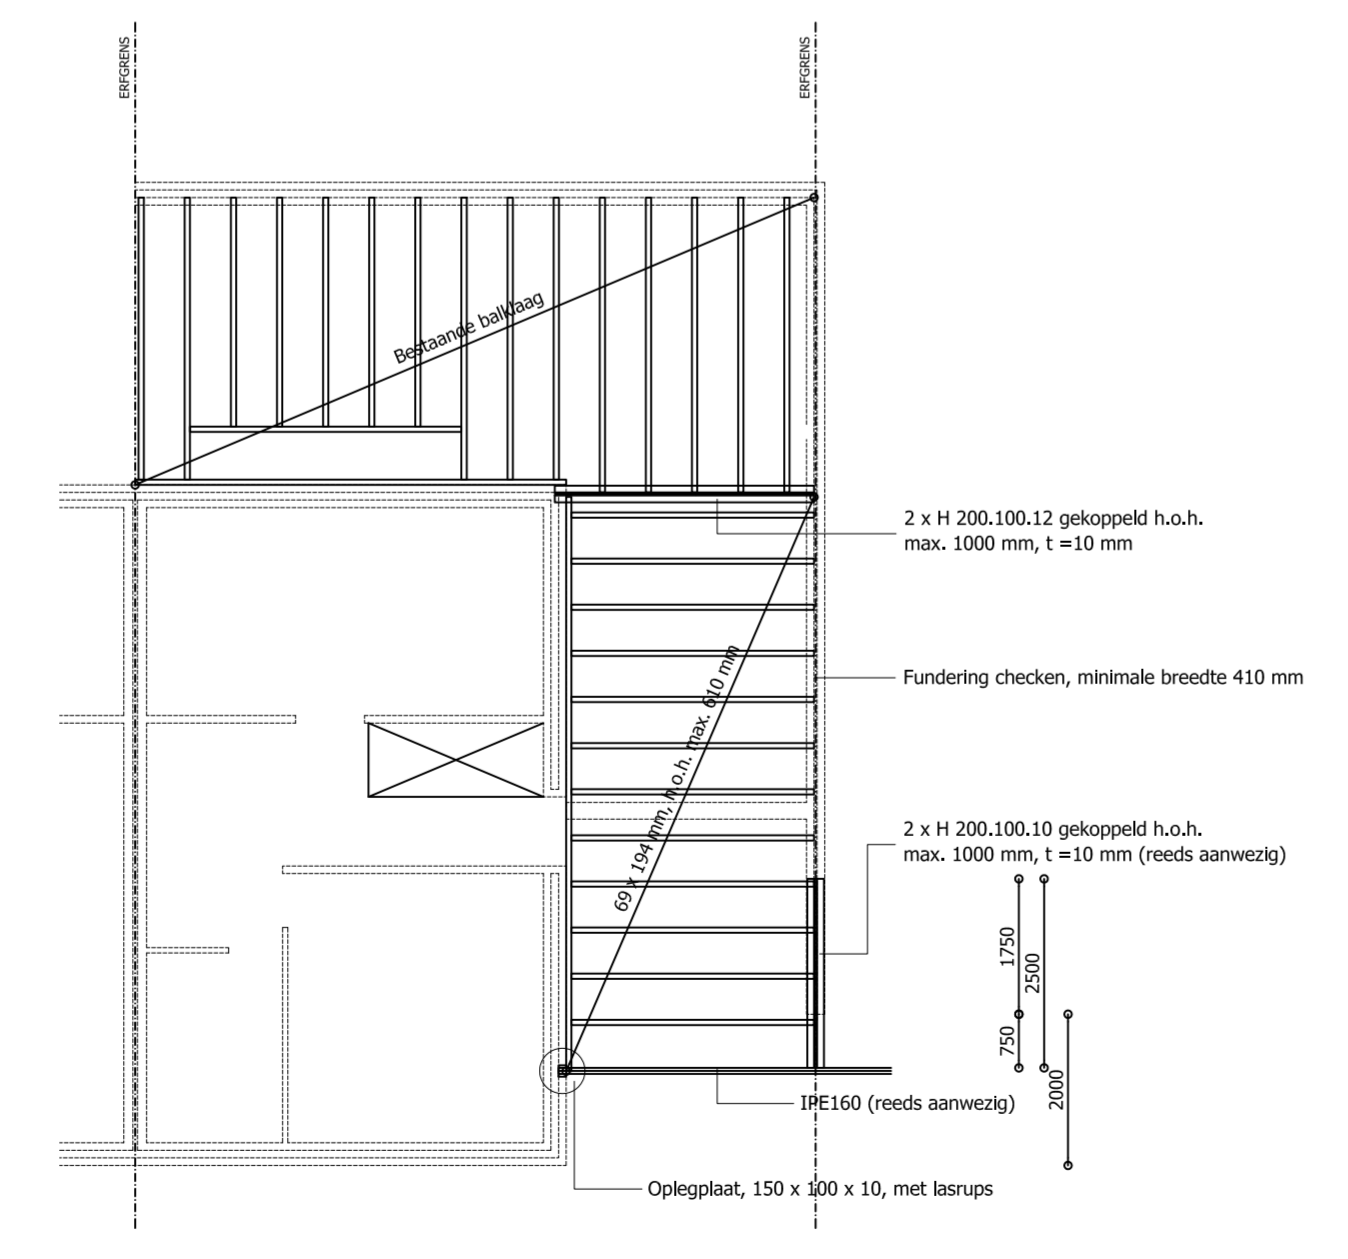 ERFGRENS
ERFGRENS
Bestaande balklaag
2 x H 200.100.12 gekoppeld h.o.h.
max. 1000 mm, t =10 mm
Fundering checken, minimale breedte 410 mm
69 x 194 mm, h.o.h. max. 610 mm
2 x H 200.100.10 gekoppeld h.o.h.
max. 1000 mm, t =10 mm (reeds aanwezig)
1750
2500
750
2000
IPE160 (reeds aanwezig)
Oplegplaat, 150 x 100 x 10, met lasrups